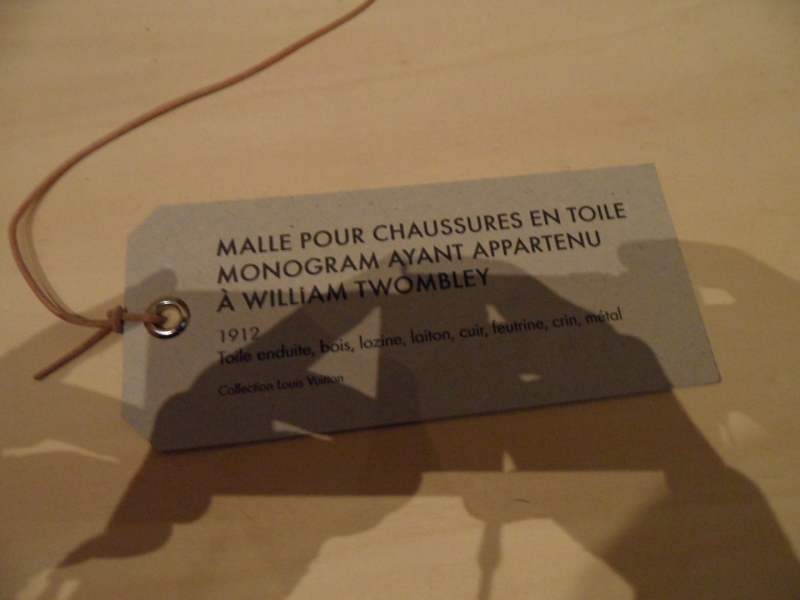 MALLE POUR CHAUSSURES EN TOILE
MONOGRAM AYANT APPARTENU
À WILLiAM TWOMBLEY
1912
Toile enduite, bois, lozine, laiton, cuir, feutrine, crin, métal
Collection Louis Vuitton